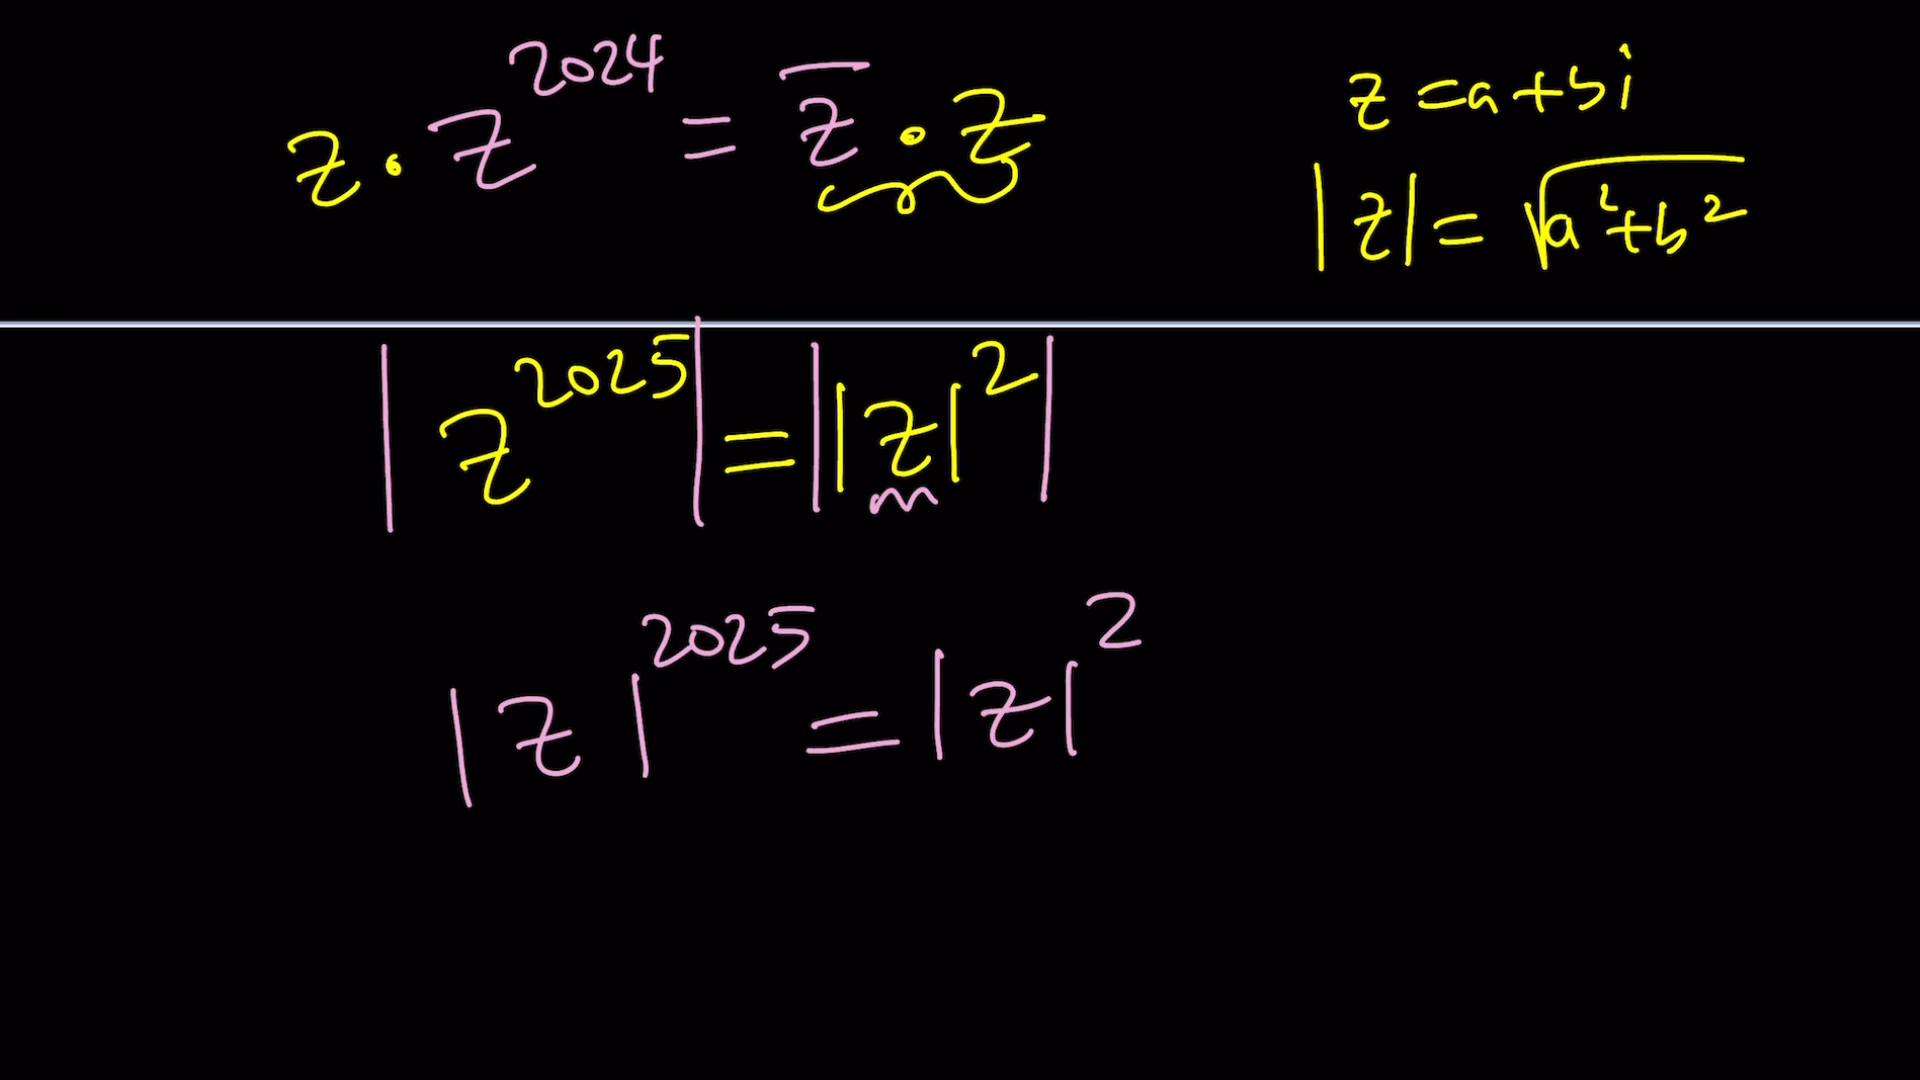 z · z^2024 = z̅ · z
z = a + bi
|z| = √a²+b²
|z^2025| = ||z|^2|
|z|^2025 = |z|^2